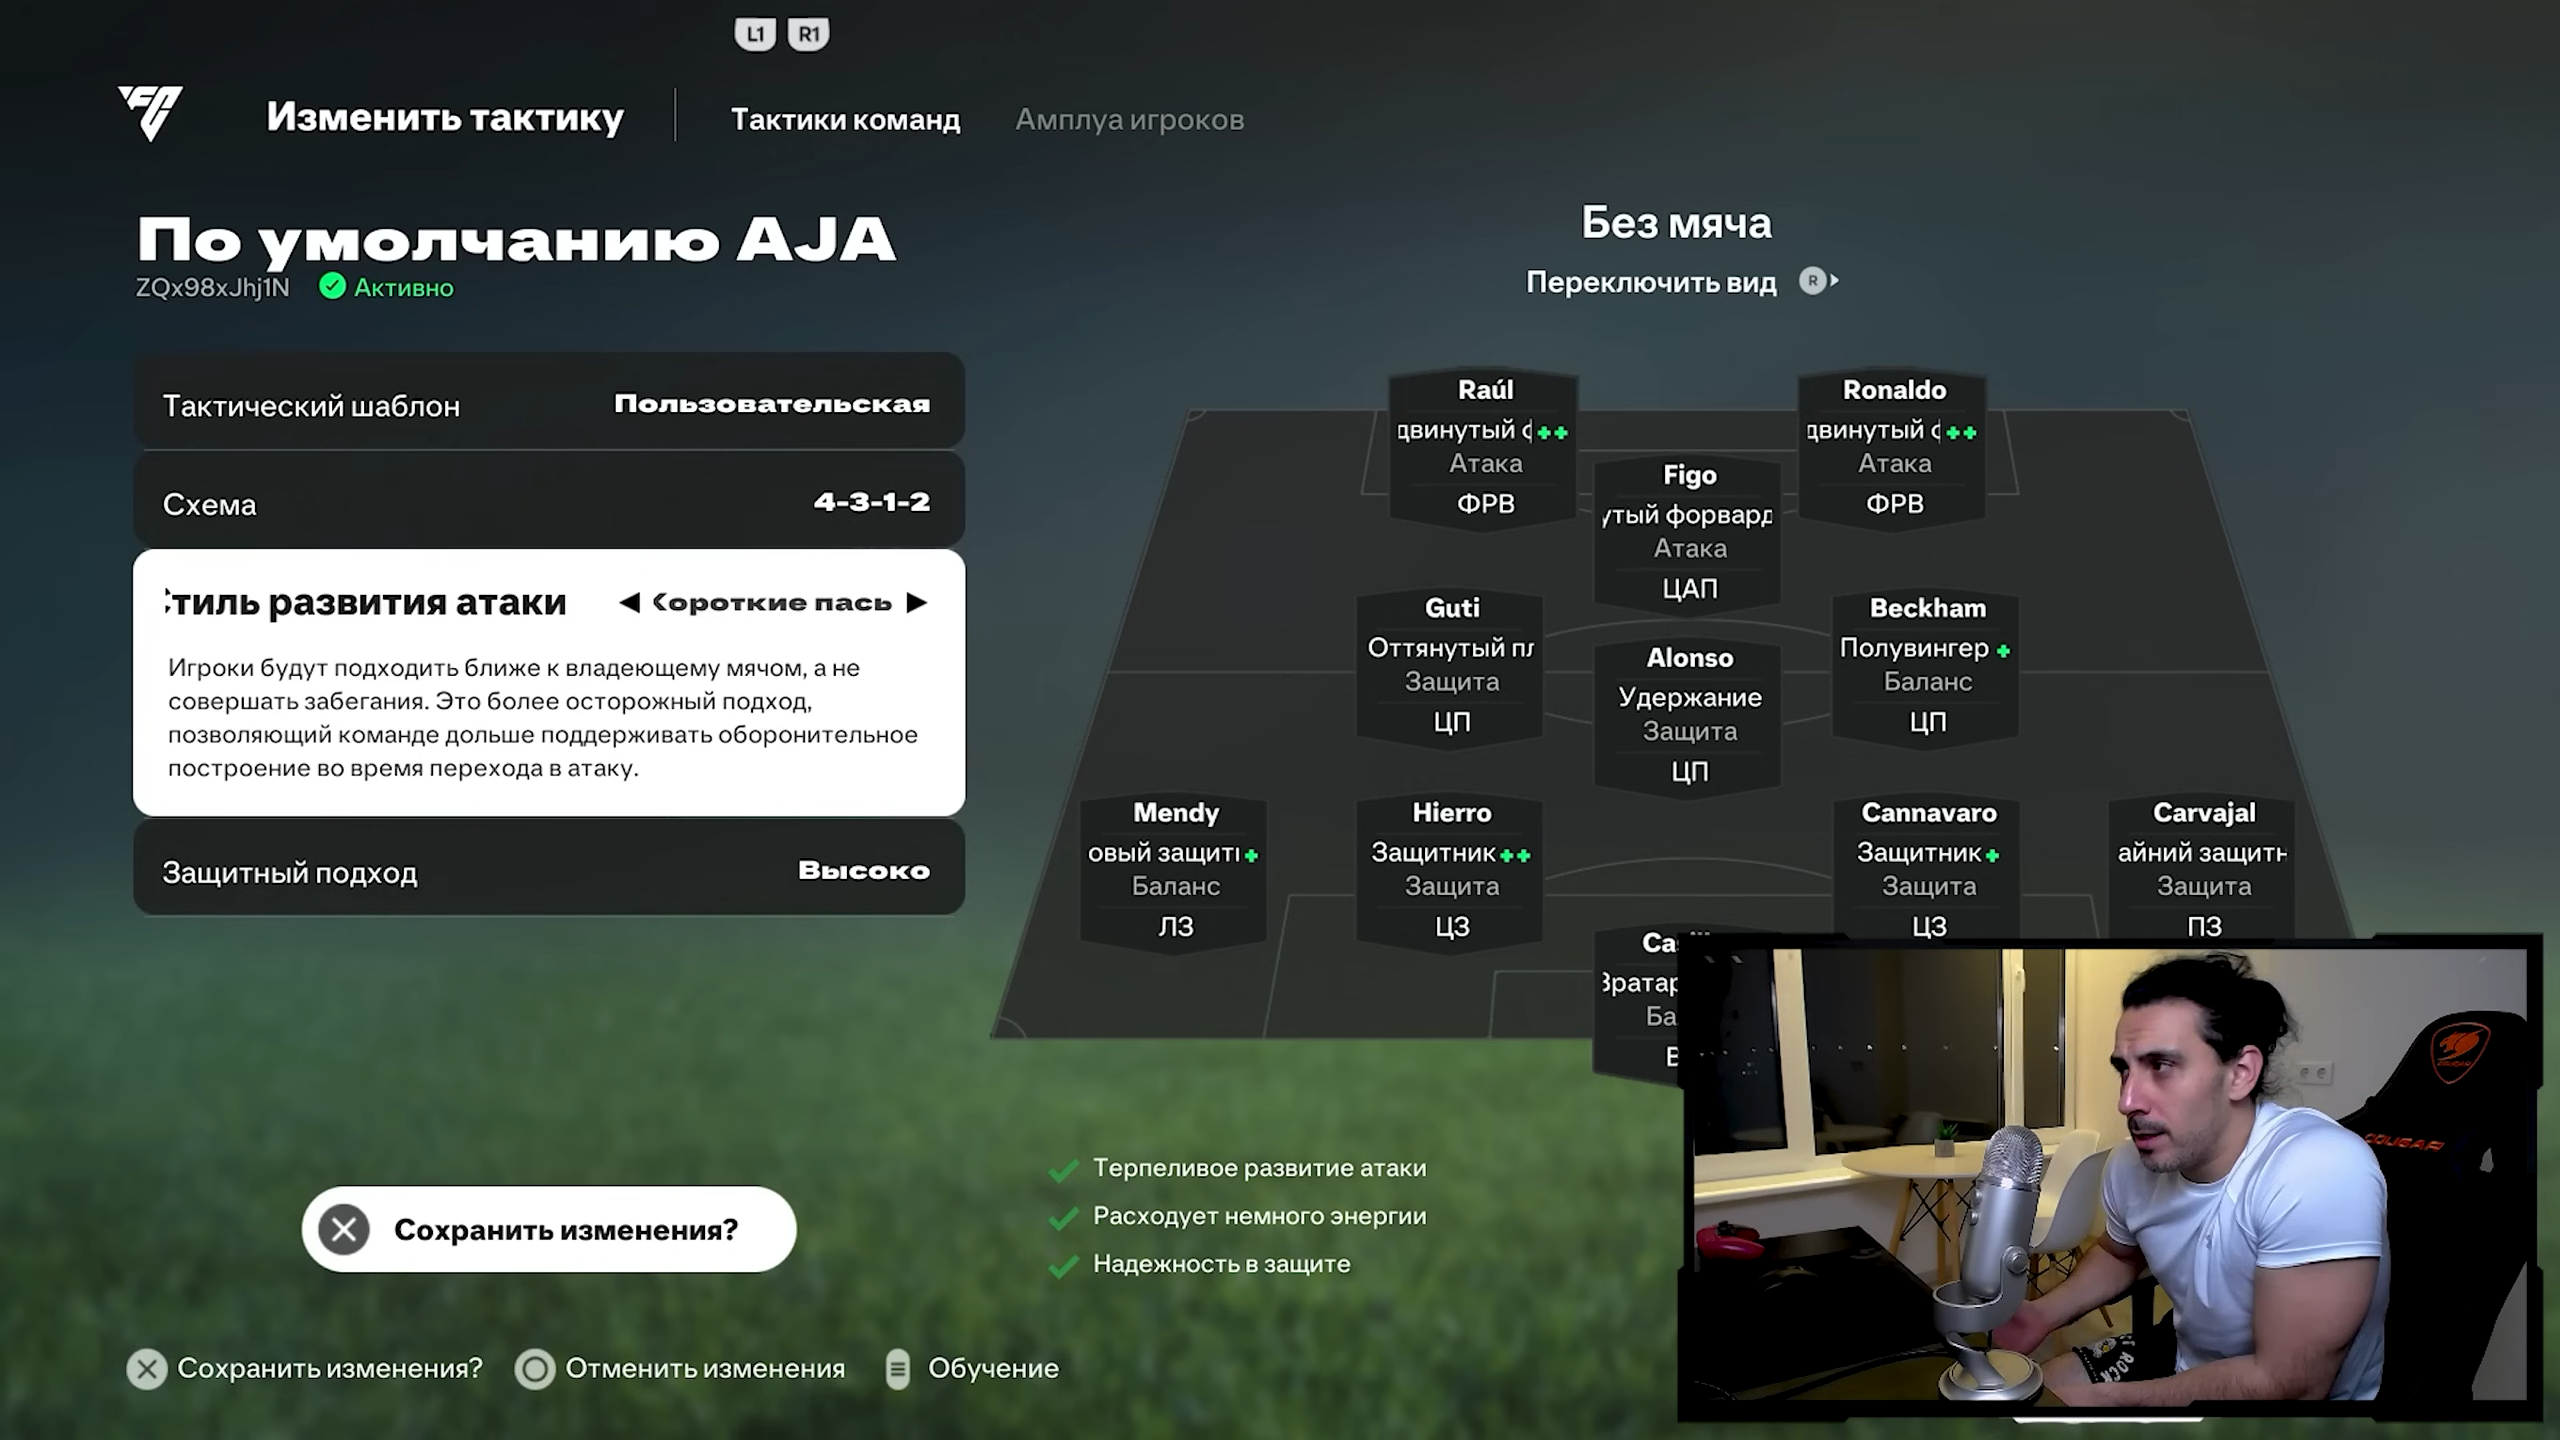 L1 R1
Изменить тактику
Тактики команд
Амплуа игроков
По умолчанию AJA
ZQx98xJhj1N
Активно
Без мяча
Переключить вид R
Тактический шаблон Пользовательская
Схема 4-3-1-2
тиль развития атаки
ороткие пась
Игроки будут подходить ближе к владеющему мячом, а не
совершать забегания. Это более осторожный подход,
позволяющий команде дольше поддерживать оборонительное
построение во время перехода в атаку.
Защитный подход Высоко
Raúl
двинутый ++
Атака
ФРВ
Ronaldo
двинутый ++
Атака
ФРВ
Figo
утый форвард
Атака
ЦАП
Guti
Оттянутый пл
Защита
ЦП
Beckham
Полувингер +
Баланс
ЦП
Alonso
Удержание
Защита
ЦП
Mendy
овый защит +
Баланс
ЛЗ
Hierro
Защитник ++
Защита
ЦЗ
Cannavaro
Защитник +
Защита
ЦЗ
Carvajal
айний защитн
Защита
ПЗ
Вратар
Ба
В
Терпеливое развитие атаки
Расходует немного энергии
Надежность в защите
Сохранить изменения?
Сохранить изменения?
Отменить изменения
Обучение
COUGAR
ROCK